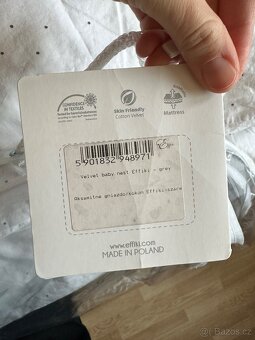 CONFIDENCE
IN TEXTILES
Skin Friendly
Cotton Velvet
Mattress
5 901832 948971
Velvet baby nest Effiki - grey
Aksamitne gniazdo/kokon Effiki-szare
www.effiki.com
MADE IN POLAND
sbazar.cz